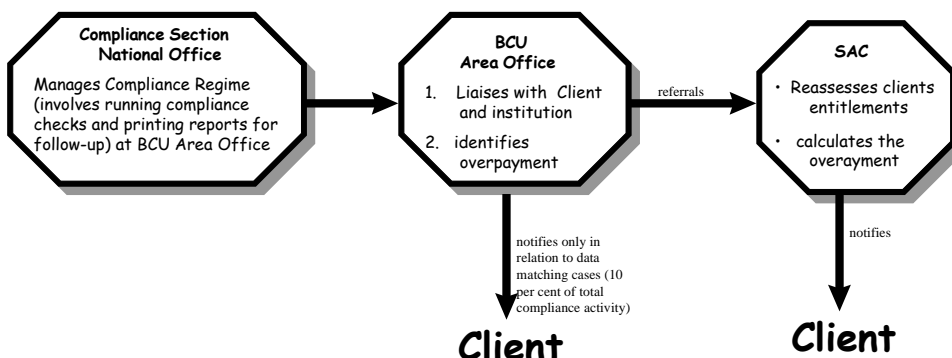 Compliance Section
National Office
Manages Compliance Regime
(involves running compliance
checks and printing reports for
follow-up) at BCU Area Office
BCU
Area Office
1. Liaises with Client
and institution
2. identifies
overpayment
referrals
SAC
• Reassesses clients
entitlements
• calculates the
overayment
notifies only in
relation to data
matching cases (10
per cent of total
compliance activity)
notifies
Client
Client